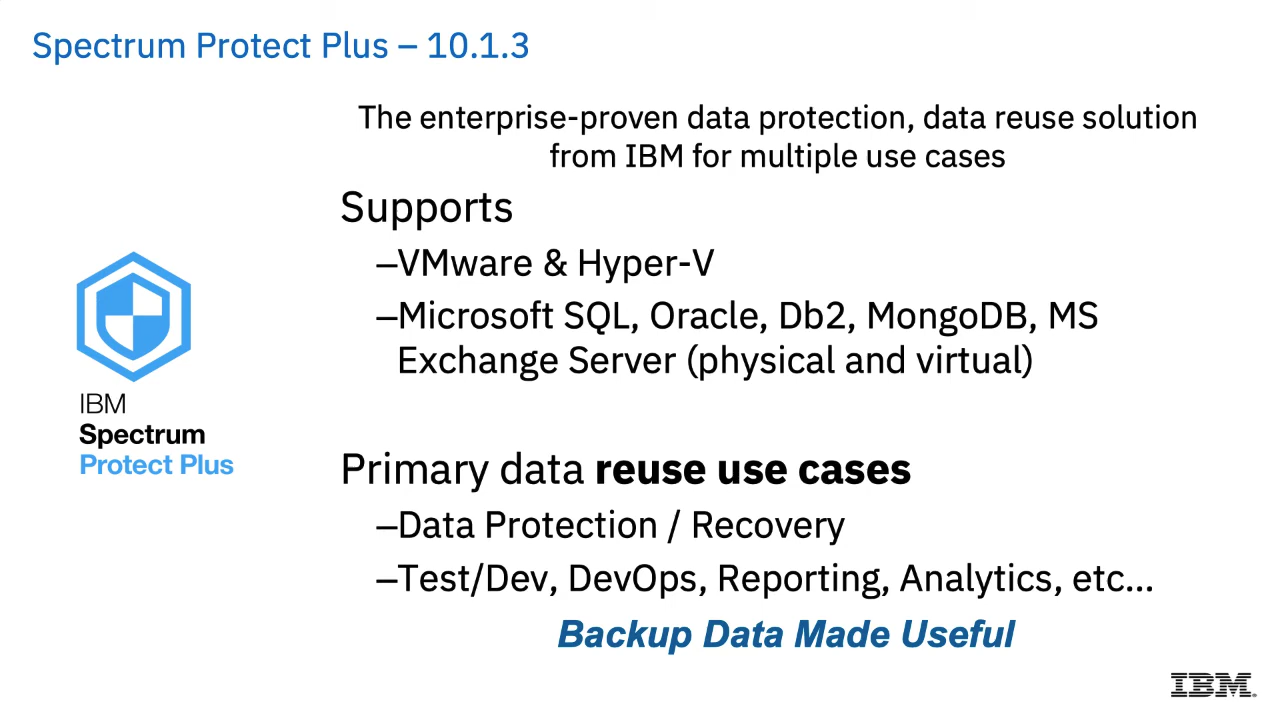 Spectrum Protect Plus – 10.1.3
The enterprise-proven data protection, data reuse solution
from IBM for multiple use cases
Supports
–VMware & Hyper-V
–Microsoft SQL, Oracle, Db2, MongoDB, MS
Exchange Server (physical and virtual)
IBM
Spectrum
Protect Plus
Primary data reuse use cases
–Data Protection / Recovery
–Test/Dev, DevOps, Reporting, Analytics, etc...
Backup Data Made Useful
IBM®